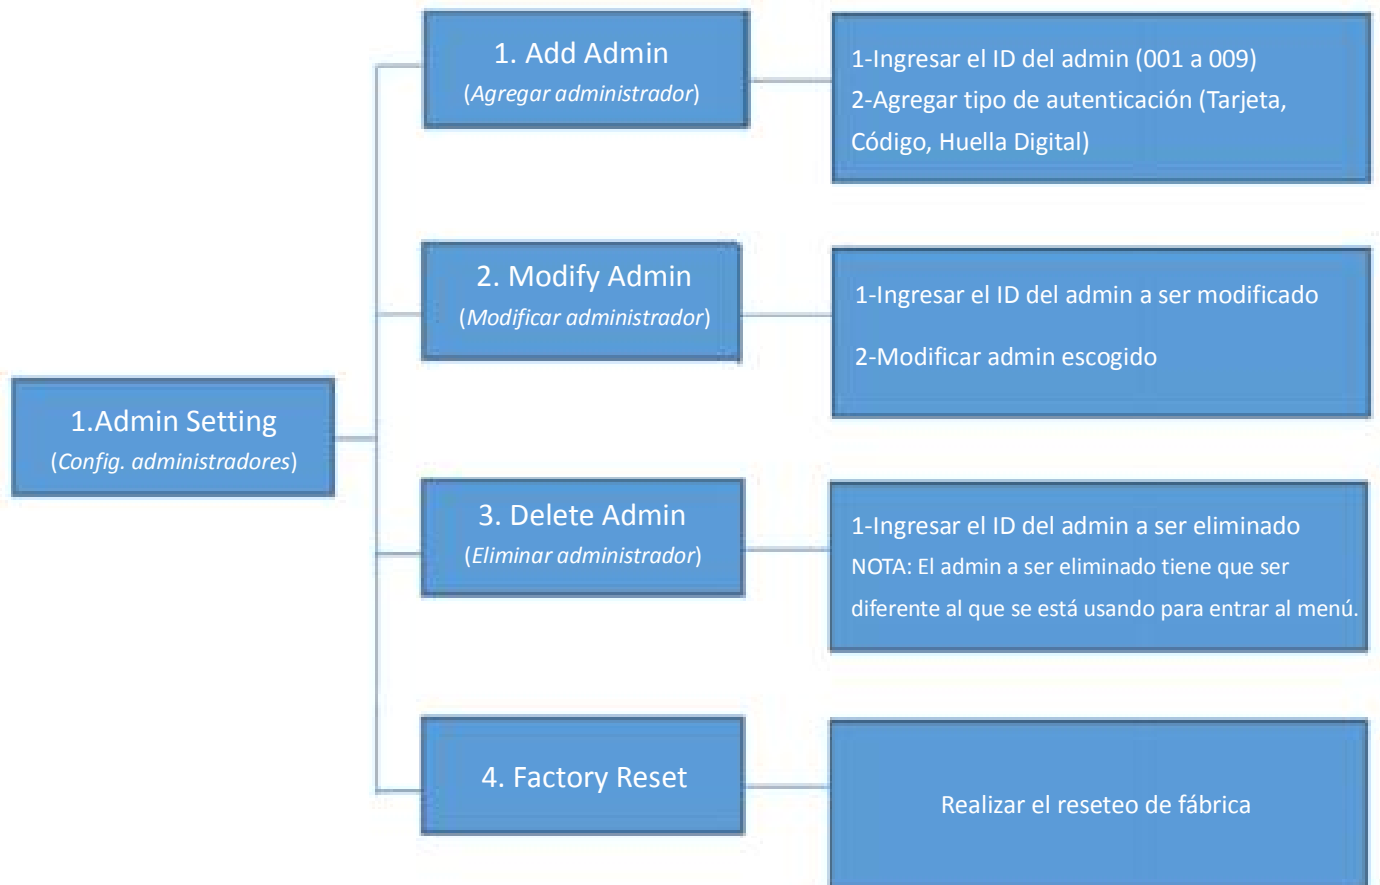 1. Add Admin
(Agregar administrador)
1-Ingresar el ID del admin (001 a 009)
2-Agregar tipo de autenticación (Tarjeta,
Código, Huella Digital)
2. Modify Admin
(Modificar administrador)
1-Ingresar el ID del admin a ser modificado
2-Modificar admin escogido
1.Admin Setting
(Config. administradores)
3. Delete Admin
(Eliminar administrador)
1-Ingresar el ID del admin a ser eliminado
NOTA: El admin a ser eliminado tiene que ser
diferente al que se está usando para entrar al menú.
4. Factory Reset
Realizar el reseteo de fábrica